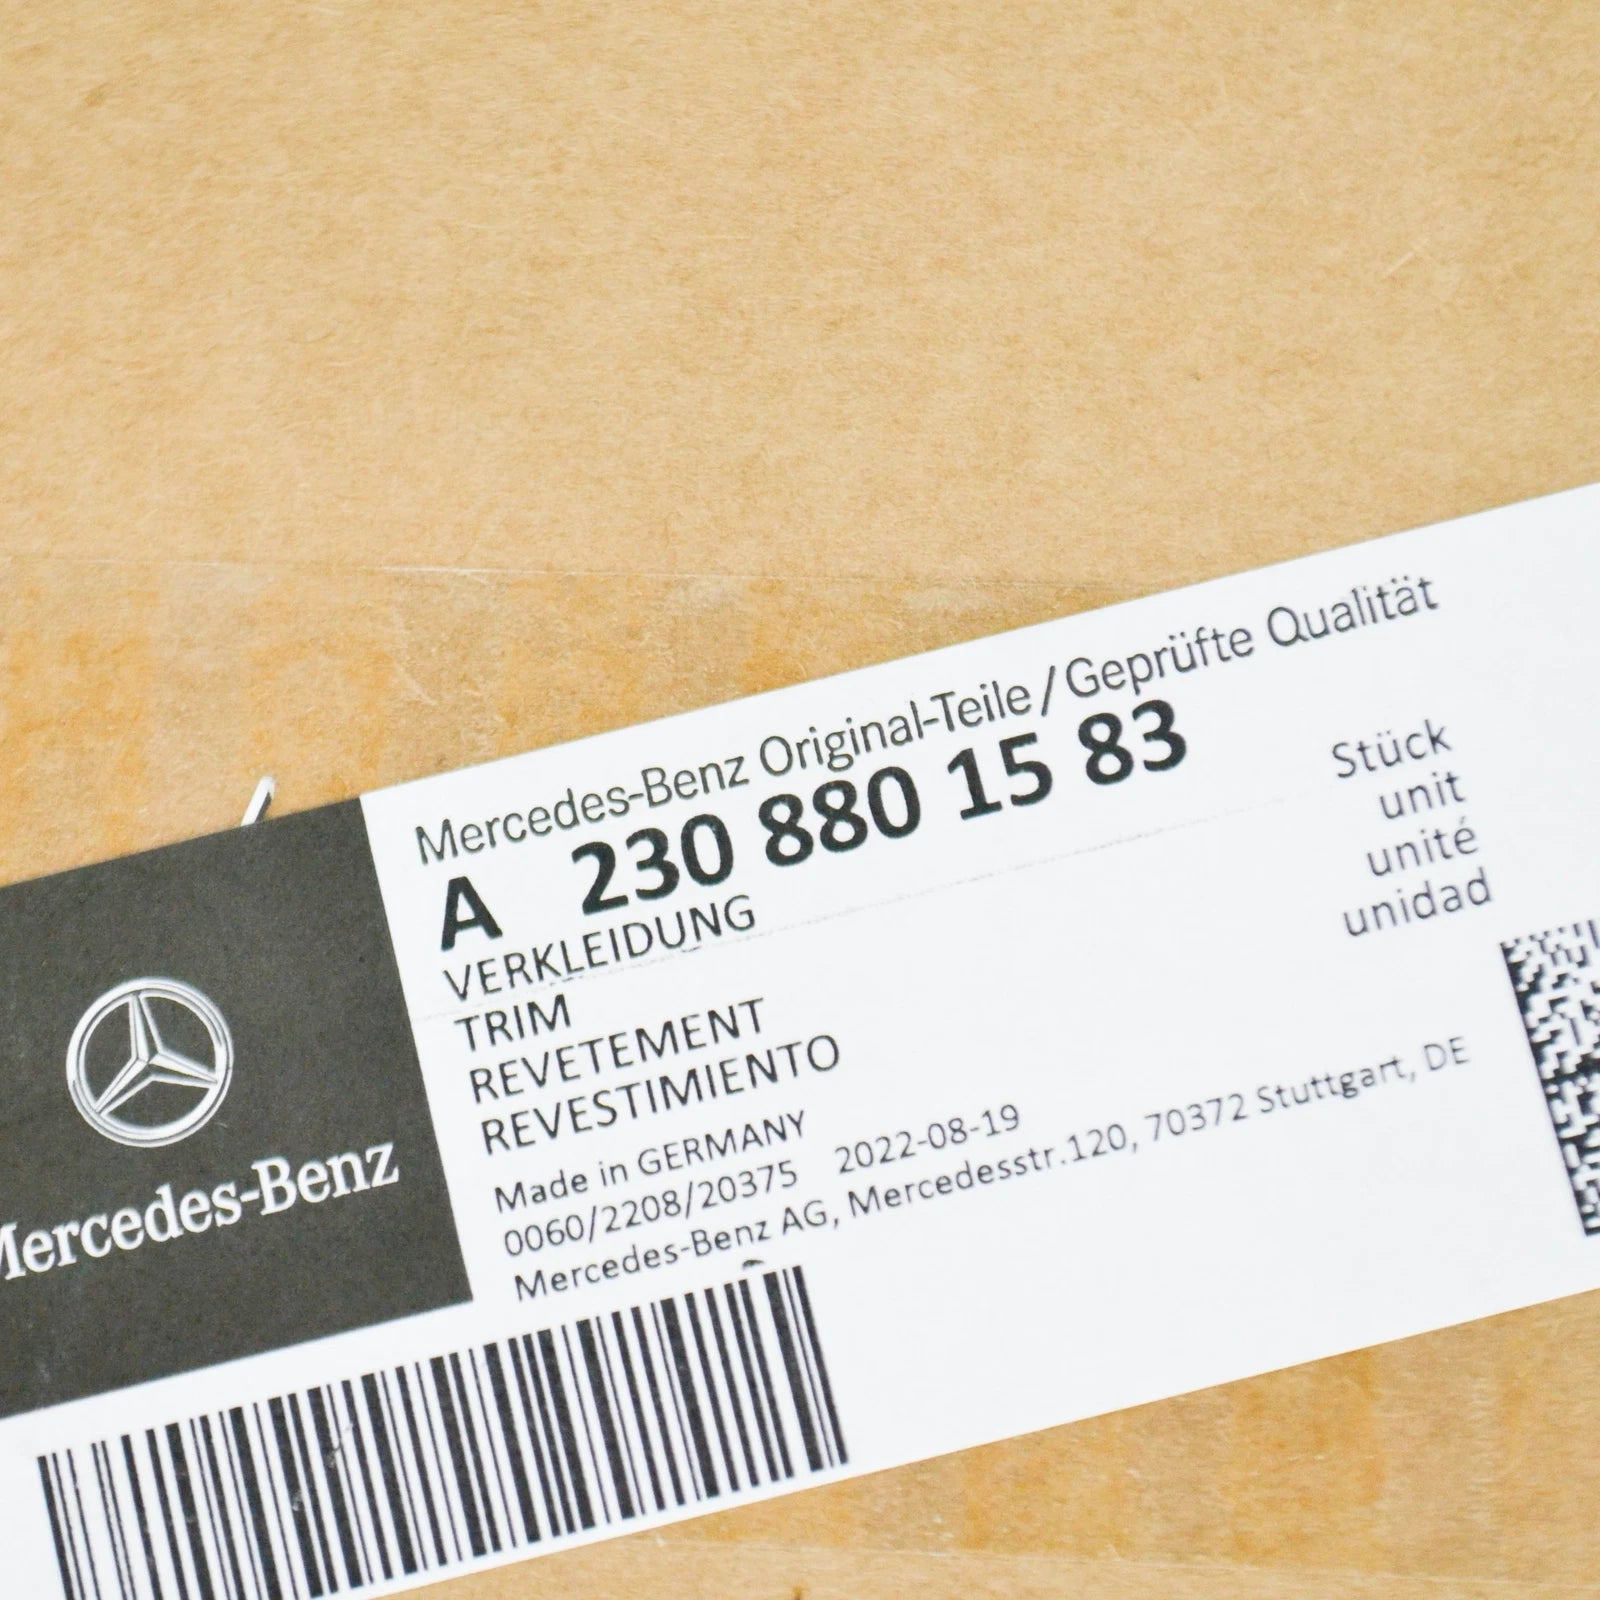 Mercedes-Benz Original-Teile/Geprüfte Qualität
A 230 880 15 83
VERKLEIDUNG
TRIM
REVETEMENT
REVESTIMIENTO
Stück
unit
unité
unidad
Made in GERMANY
0060/2208/20375 2022-08-19
Mercedes-Benz AG, Mercedesstr.120, 70372 Stuttgart, DE
Mercedes-Benz